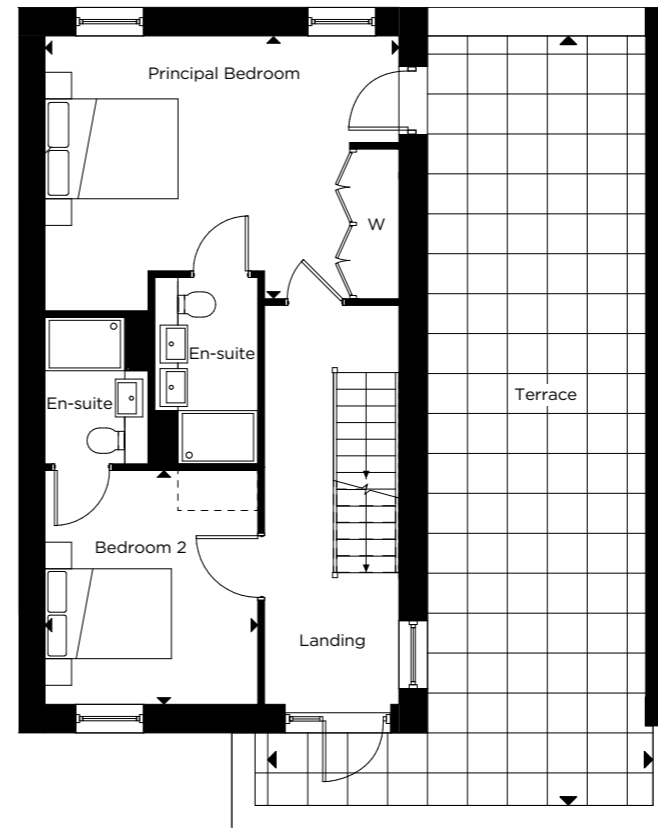 Principal Bedroom
W
En-suite
En-suite
Terrace
Bedroom 2
Landing